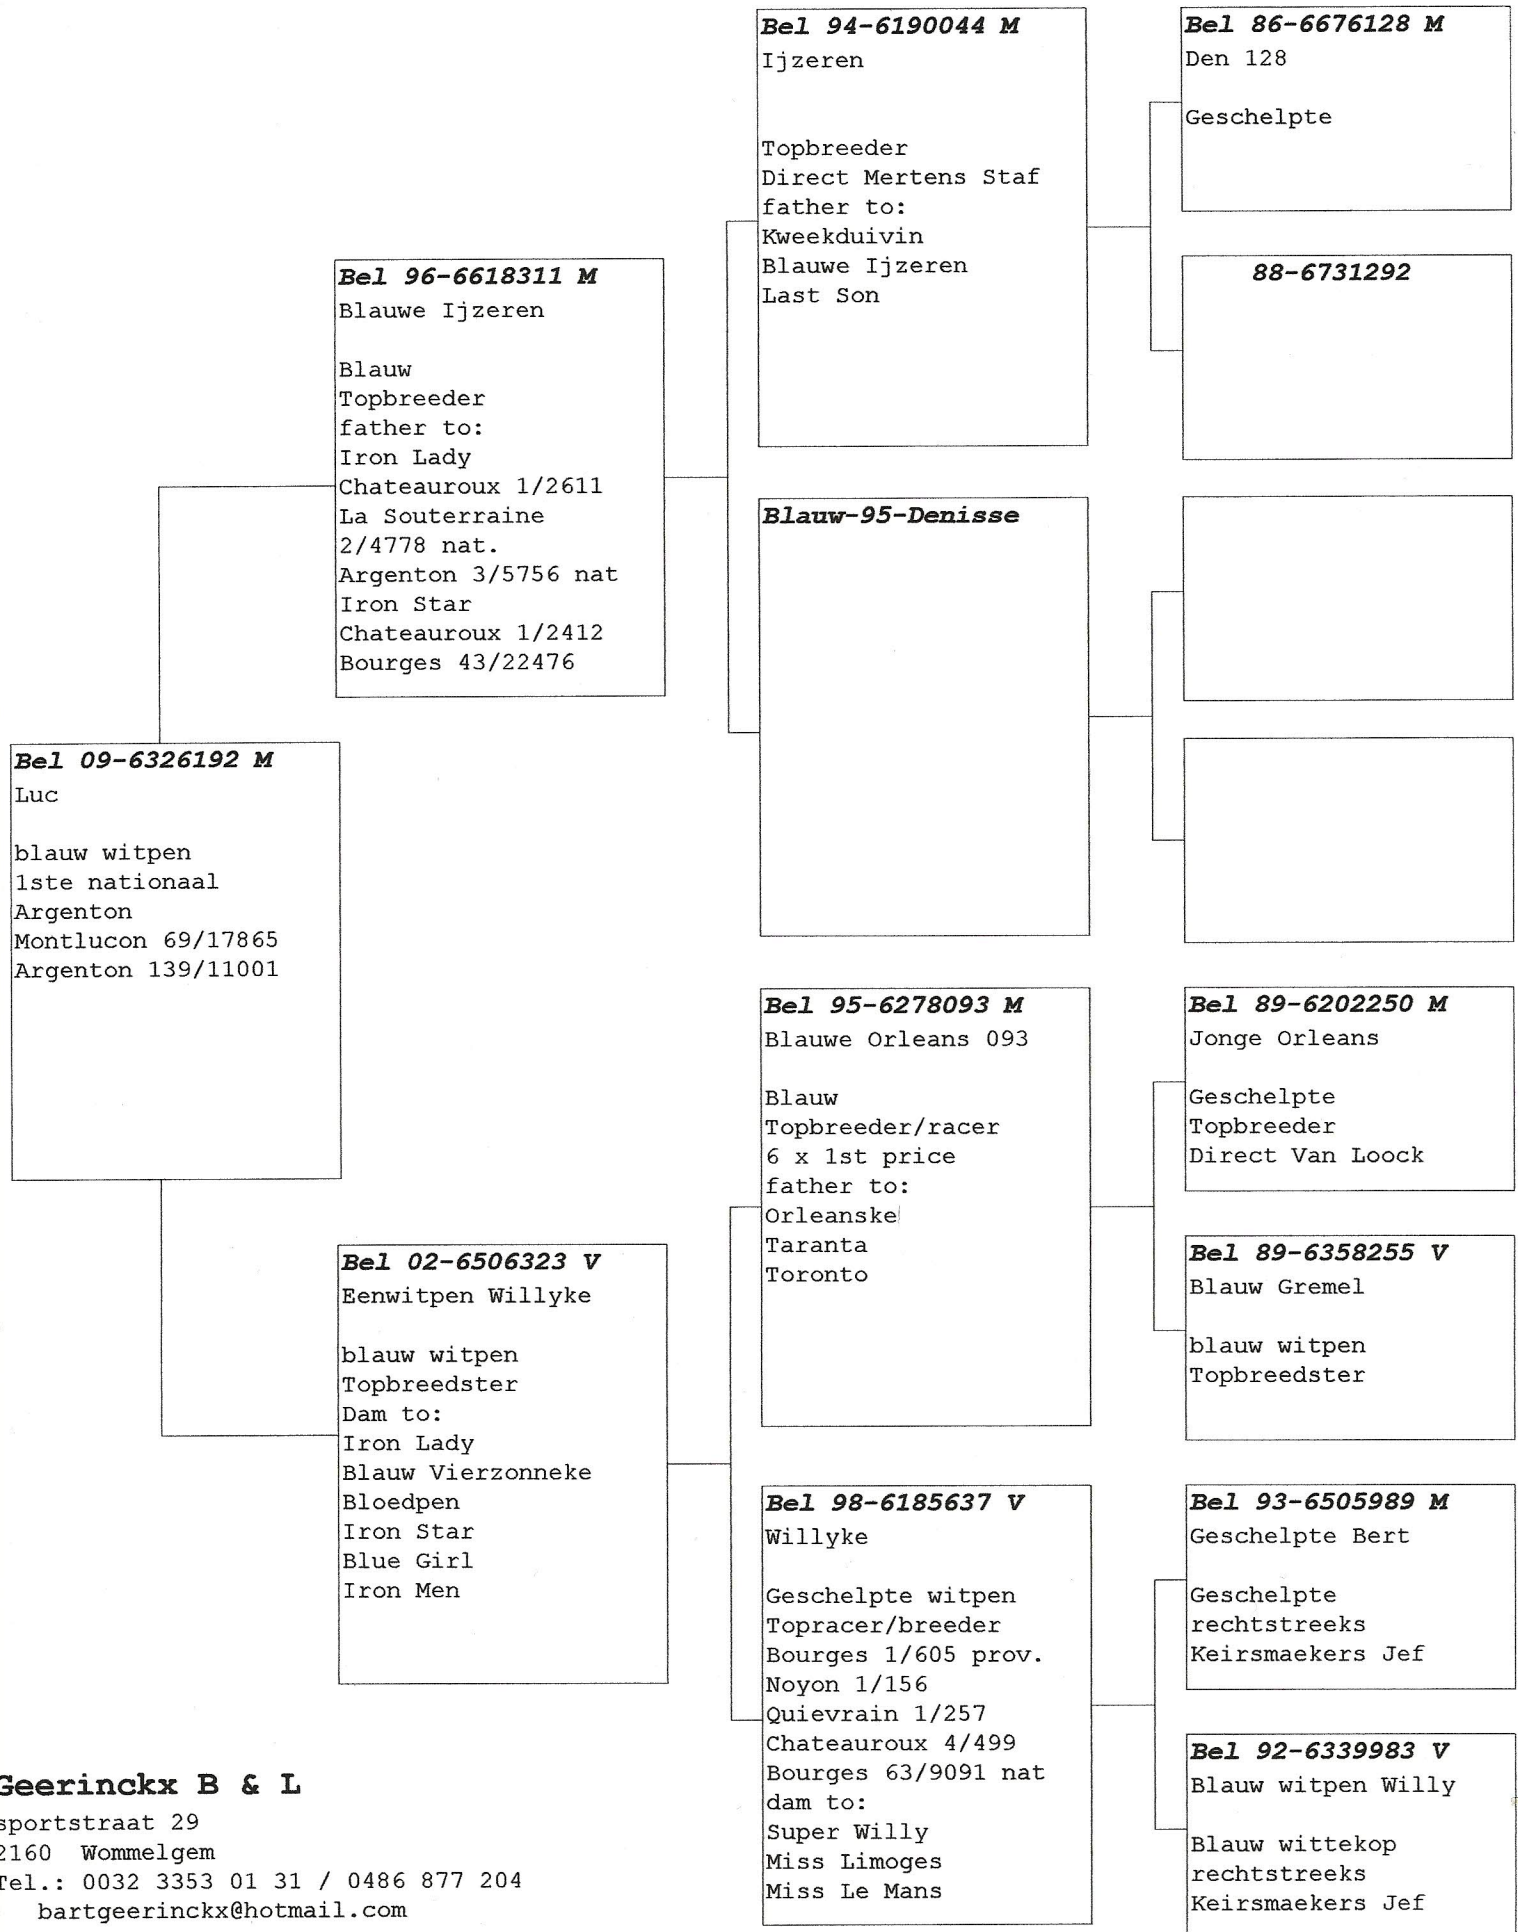 Bel 09-6326192 M
Luc
blauw witpen
1ste nationaal
Argenton
Montlucon 69/17865
Argenton 139/11001
Bel 96-6618311 M
Blauwe Ijzeren
Blauw
Topbreeder
father to:
Iron Lady
Chateauroux 1/2611
La Souterraine
2/4778 nat.
Argenton 3/5756 nat
Iron Star
Chateauroux 1/2412
Bourges 43/22476
Bel 02-6506323 V
Eenwitpen Willyke
blauw witpen
Topbreedster
Dam to:
Iron Lady
Blauw Vierzonneke
Bloedpen
Iron Star
Blue Girl
Iron Men
Bel 94-6190044 M
Ijzeren
Topbreeder
Direct Mertens Staf
father to:
Kweekduivin
Blauwe Ijzeren
Last Son
Blauw-95-Denisse
Bel 95-6278093 M
Blauwe Orleans 093
Blauw
Topbreeder/racer
6 x 1st price
father to:
Orleanske
Taranta
Toronto
Bel 98-6185637 V
Willyke
Geschelpte witpen
Topracer/breeder
Bourges 1/605 prov.
Noyon 1/156
Quievrain 1/257
Chateauroux 4/499
Bourges 63/9091 nat
dam to:
Super Willy
Miss Limoges
Miss Le Mans
Bel 86-6676128 M
Den 128
Geschelpte
88-6731292
Bel 89-6202250 M
Jonge Orleans
Geschelpte
Topbreeder
Direct Van Loock
Bel 89-6358255 V
Blauw Gremel
blauw witpen
Topbreedster
Bel 93-6505989 M
Geschelpte Bert
Geschelpte
rechtstreeks
Keirsmaekers Jef
Bel 92-6339983 V
Blauw witpen Willy
Blauw wittekop
rechtstreeks
Keirsmaekers Jef
Geerinckx B & L
sportstraat 29
2160 Wommelgem
Tel.: 0032 3353 01 31 / 0486 877 204
bartgeerinckx@hotmail.com